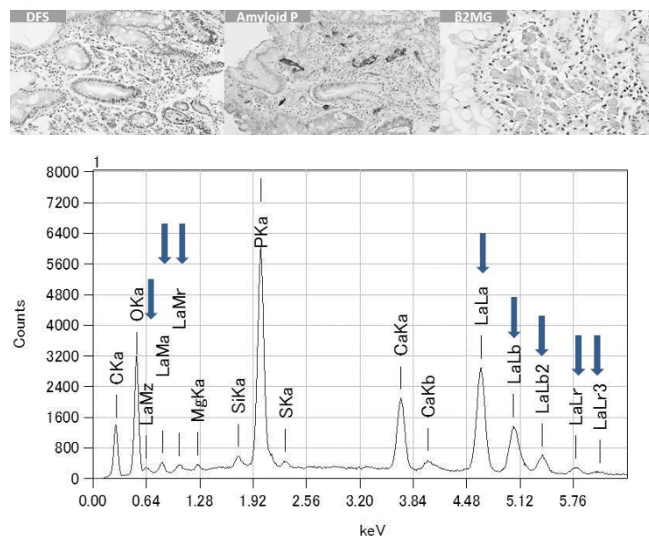 DFS
Amyloid P
β2MG
1
8000
7200
6400
5600
4800
4000
3200
2400
1600
800
0
Counts
CKa
OKa
LaMz
LaMa
LaMr
MgKa
SiKa
PKa
SKa
CaKa
CaKb
LaLa
LaLb
LaLb2
LaLr
LaLr3
0.00 0.64 1.28 1.92 2.56 3.20 3.84 4.48 5.12 5.76
keV